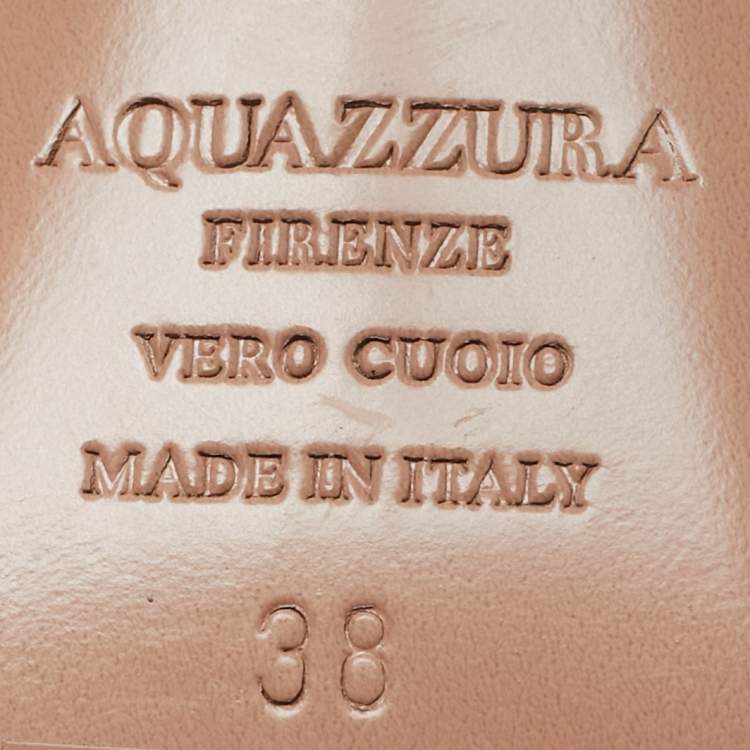 AQUAZZURA
FIRENZE
VERO CUOIO
MADE IN ITALY
38